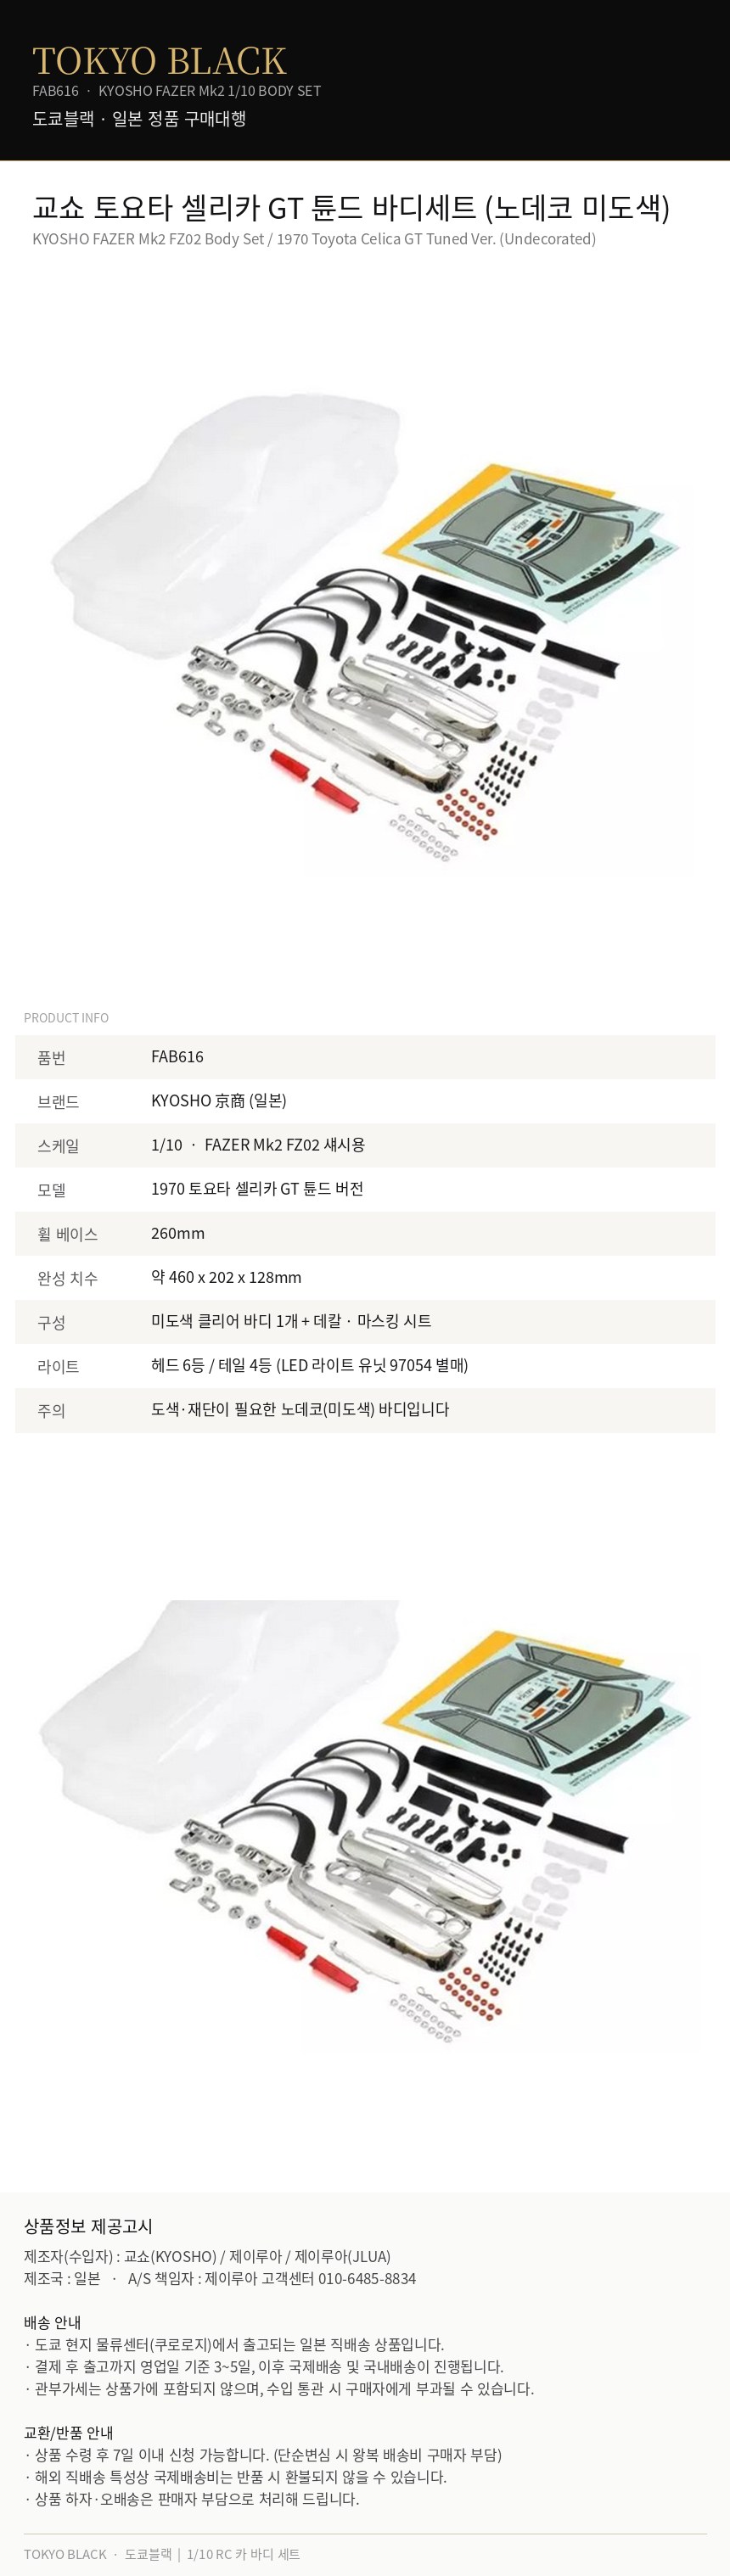 TOKYO BLACK
FAB616 · KYOSHO FAZER Mk2 1/10 BODY SET
도쿄블랙 · 일본 정품 구매대행
교쇼 토요타 셀리카 GT 튠드 바디세트 (노데코 미도색)
KYOSHO FAZER Mk2 FZ02 Body Set / 1970 Toyota Celica GT Tuned Ver. (Undecorated)
PRODUCT INFO
품번 FAB616
브랜드 KYOSHO 京商 (일본)
스케일 1/10 · FAZER Mk2 FZ02 섀시용
모델 1970 토요타 셀리카 GT 튠드 버전
휠 베이스 260mm
완성 치수 약 460 x 202 x 128mm
구성 미도색 클리어 바디 1개 + 데칼 · 마스킹 시트
라이트 헤드 6등 / 테일 4등 (LED 라이트 유닛 97054 별매)
주의 도색·재단이 필요한 노데코(미도색) 바디입니다
상품정보 제공고시
제조자(수입자) : 교쇼(KYOSHO) / 제이루아 / 제이루아(JLUA)
제조국 : 일본 · A/S 책임자 : 제이루아 고객센터 010-6485-8834
배송 안내
· 도쿄 현지 물류센터(쿠로로지)에서 출고되는 일본 직배송 상품입니다.
· 결제 후 출고까지 영업일 기준 3~5일, 이후 국제배송 및 국내배송이 진행됩니다.
· 관부가세는 상품가에 포함되지 않으며, 수입 통관 시 구매자에게 부과될 수 있습니다.
교환/반품 안내
· 상품 수령 후 7일 이내 신청 가능합니다. (단순변심 시 왕복 배송비 구매자 부담)
· 해외 직배송 특성상 국제배송비는 반품 시 환불되지 않을 수 있습니다.
· 상품 하자·오배송은 판매자 부담으로 처리해 드립니다.
TOKYO BLACK · 도쿄블랙 | 1/10 RC 카 바디 세트